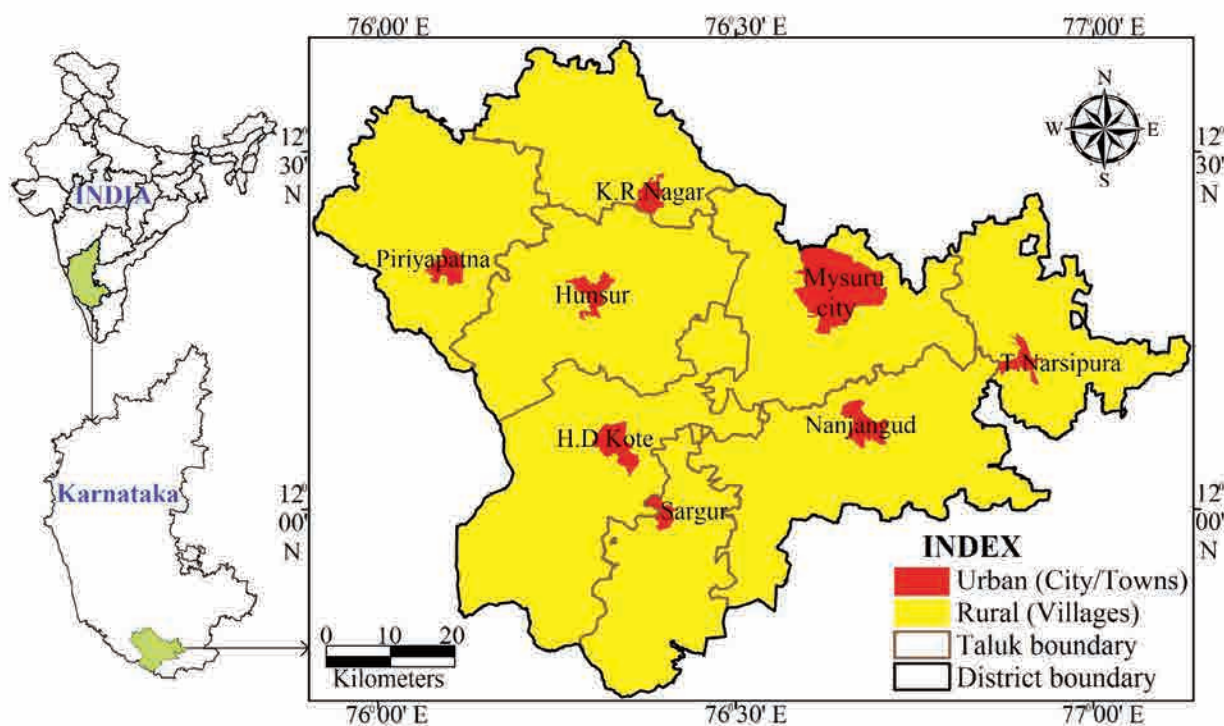 76°00' E
76°30' E
77°00' E
N
W
E
S
12°
30'
N
12°
30'
N
INDIA
K.R Nagar
Piriyapatna
Hunsur
Mysuru
city
T Narsipura
Nanjangud
H.D Kote
Sargur
Karnataka
12°
00'
N
12°
00'
N
INDEX
Urban (City/Towns)
Rural (Villages)
Taluk boundary
District boundary
0 10 20
Kilometers
76°00' E
76°30' E
77°00' E